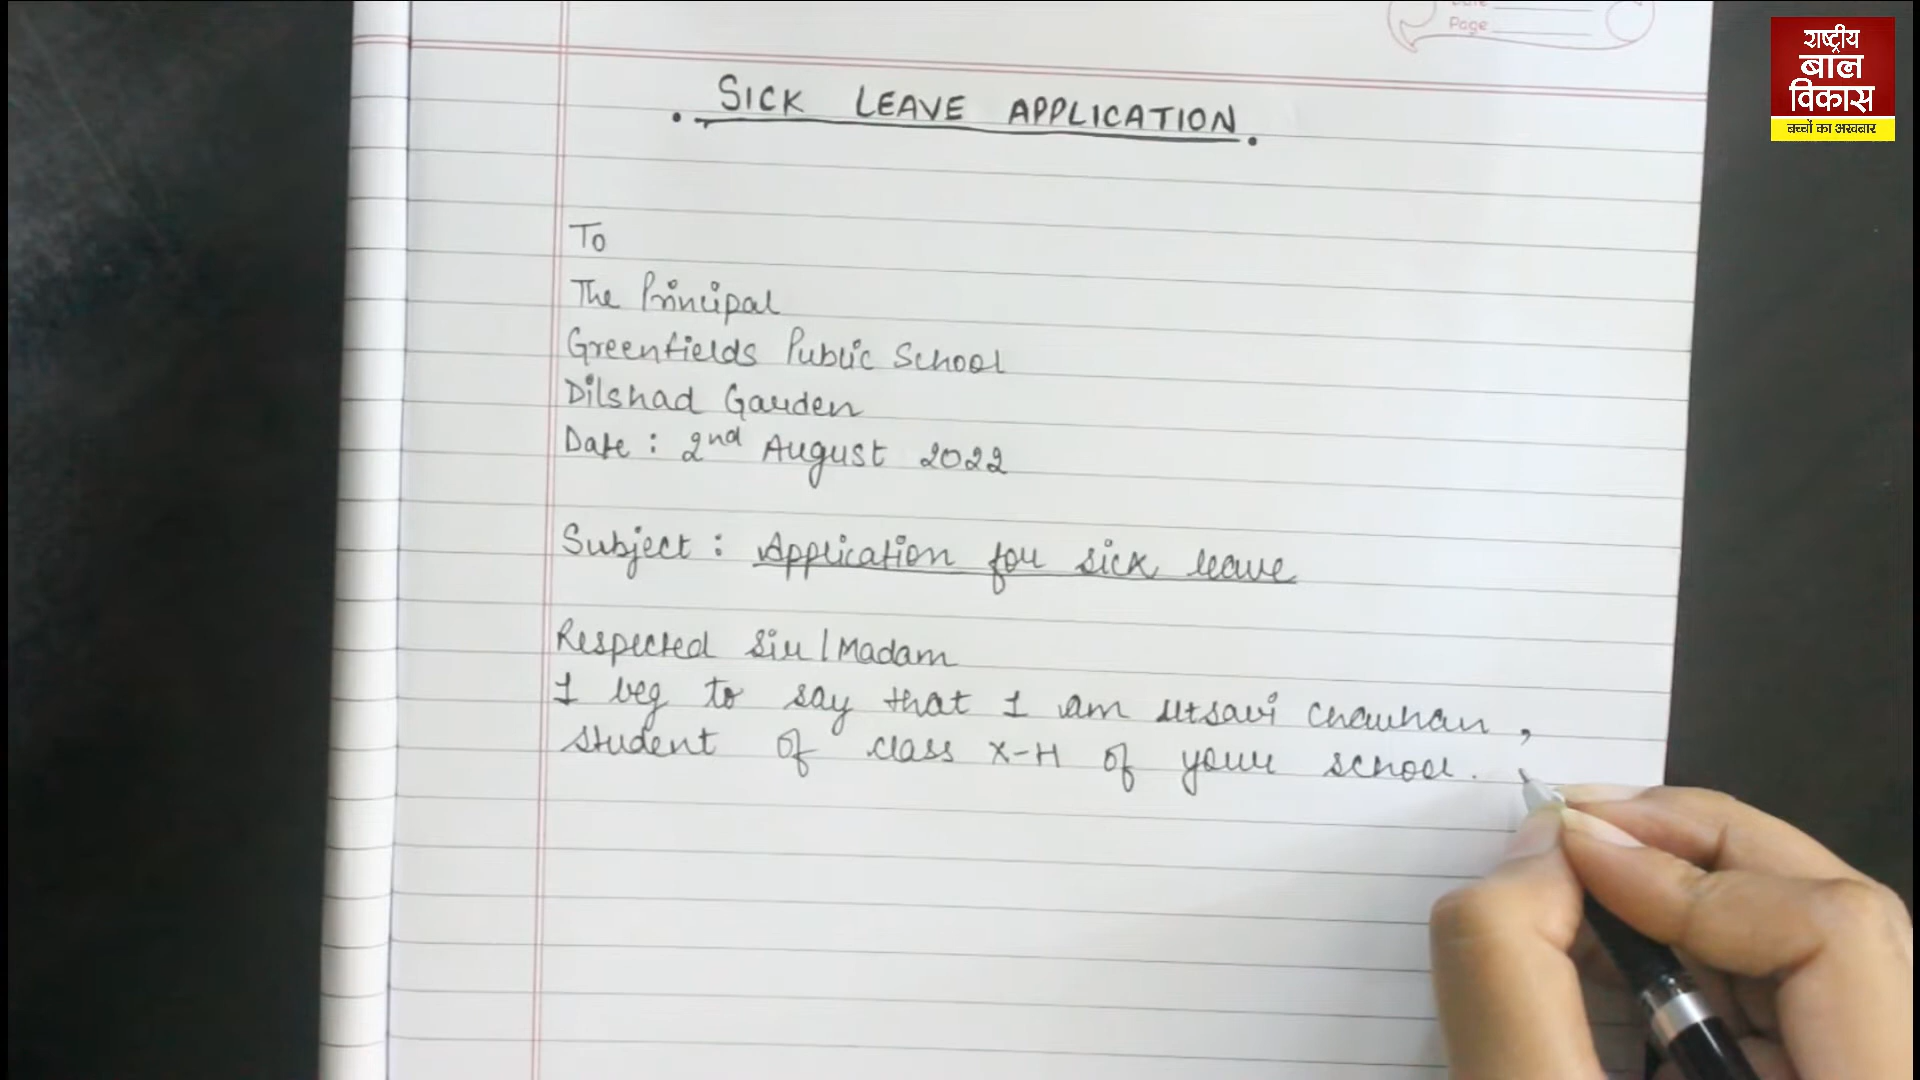 Page
राष्ट्रीय
बाल
विकास
बच्चों का अखबार
SICK LEAVE APPLICATION
To
The Principal
Greenfields Public School
Dilshad Garden
Date : 2nd August 2022
Subject : Application for sick leave
Respected Sir/Madam
I beg to say that I am Utsavi Chauhan,
student of class X-H of your school.